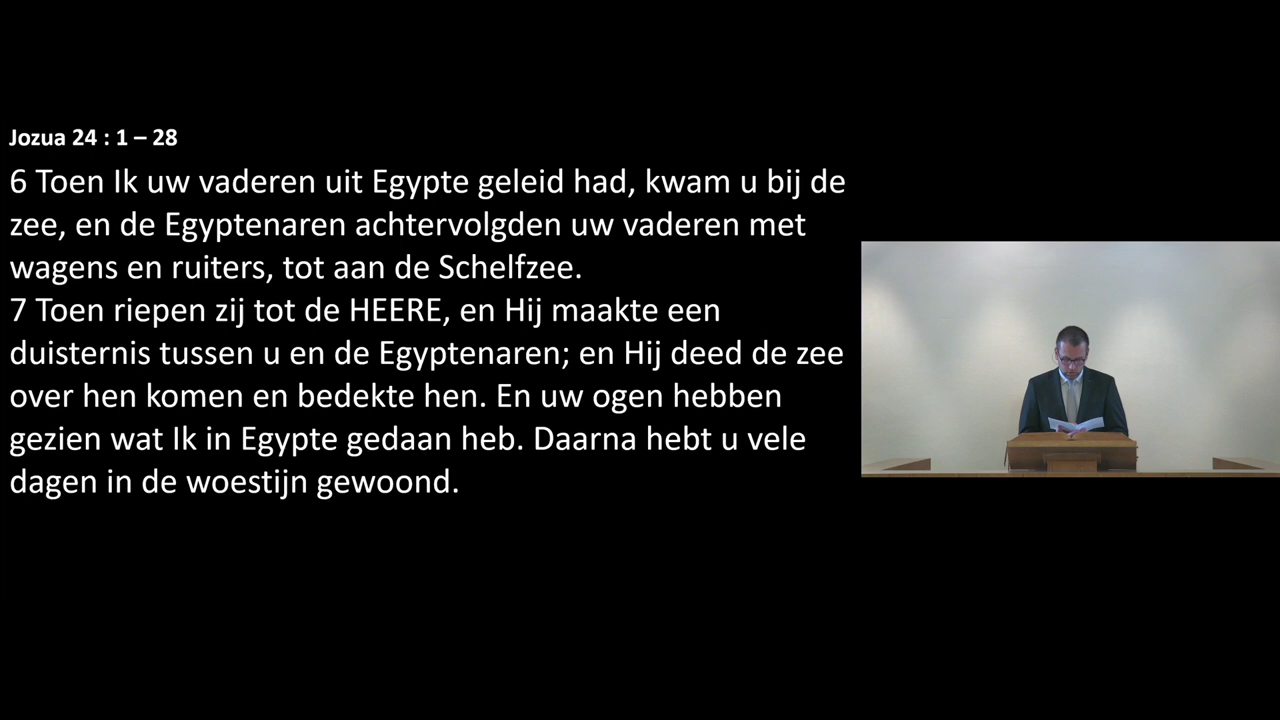 Jozua 24 : 1 – 28
6 Toen Ik uw vaderen uit Egypte geleid had, kwam u bij de
zee, en de Egyptenaren achtervolgden uw vaderen met
wagens en ruiters, tot aan de Schelfzee.
7 Toen riepen zij tot de HEERE, en Hij maakte een
duisternis tussen u en de Egyptenaren; en Hij deed de zee
over hen komen en bedekte hen. En uw ogen hebben
gezien wat Ik in Egypte gedaan heb. Daarna hebt u vele
dagen in de woestijn gewoond.